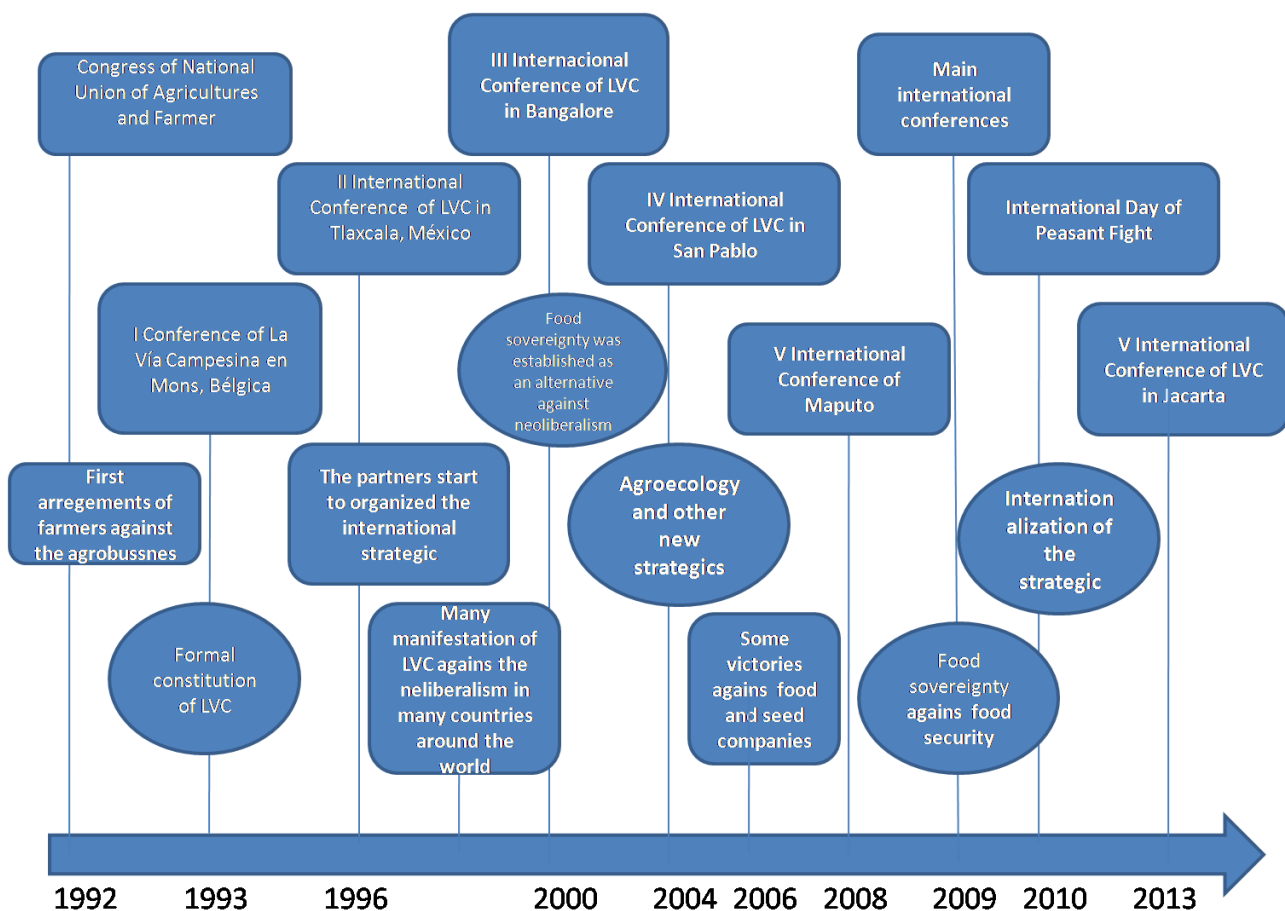 Congress of National
Union of Agricultures
and Farmer
III Internacional
Conference of LVC
in Bangalore
Main
international
conferences
II International
Conference of LVC in
Tlaxcala, México
IV International
Conference of LVC in
San Pablo
International Day of
Peasant Fight
I Conference of La
Vía Campesina en
Mons, Bélgica
Food
sovereignty was
established as
an alternative
against
neoliberalism
V International
Conference of
Maputo
V International
Conference of LVC
in Jacarta
First
arregements of
farmers against
the agrobussnes
The partners start
to organized the
international
strategic
Agroecology
and other
new
strategics
Internation
alization of
the
strategic
Formal
constitution
of LVC
Many
manifestation of
LVC agains the
neliberalism in
many countries
around the
world
Some
victories
agains food
and seed
companies
Food
sovereignty
agains food
security
1992 1993 1996 2000 2004 2006 2008 2009 2010 2013